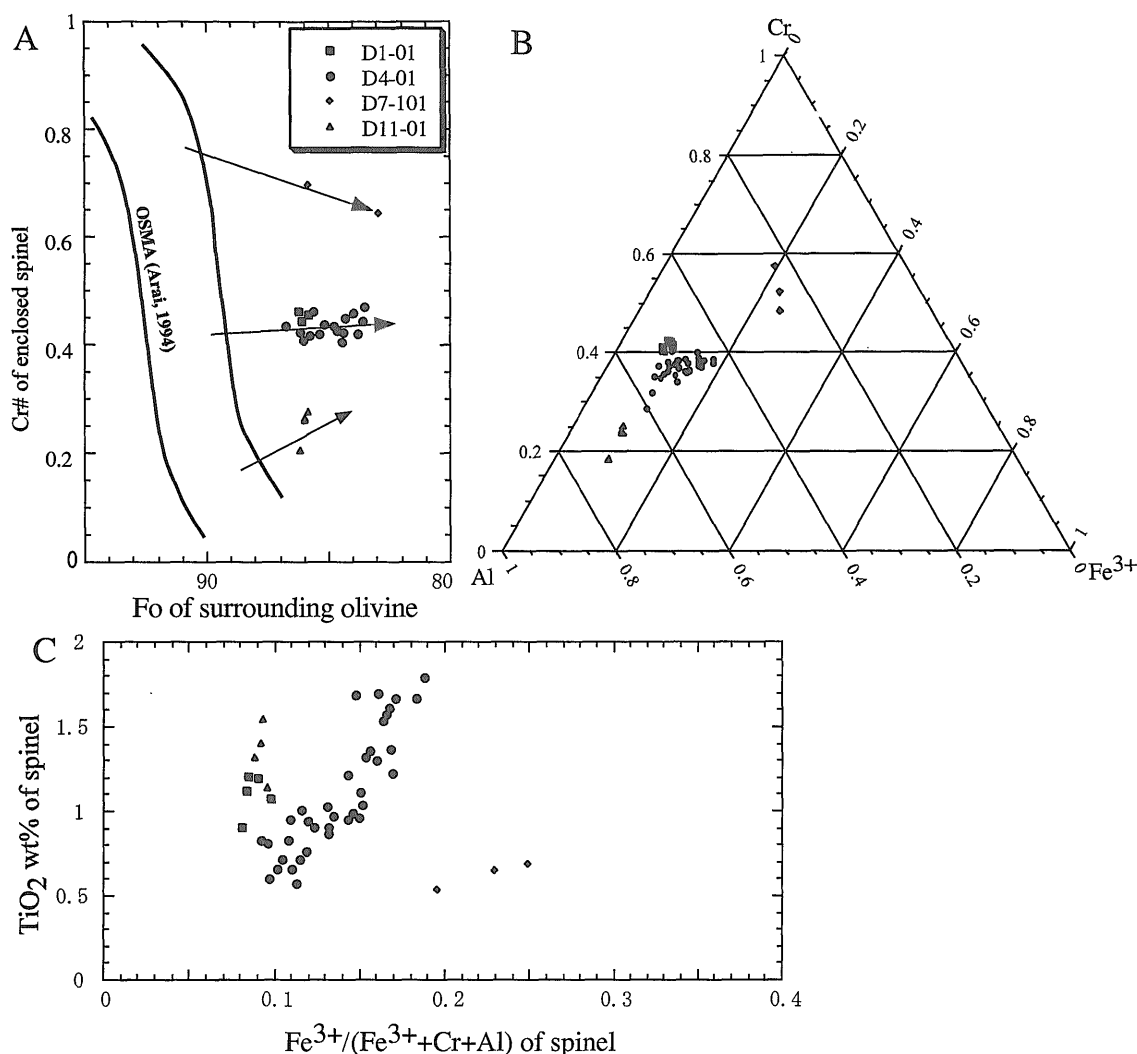 A
1
0.8
0.6
0.4
0.2
0
Cr# of enclosed spinel
D1-01
D4-01
D7-101
D11-01
OSMA (Arai, 1994)
90
80
Fo of surrounding olivine
B
Cr
0
1
0.2
0.8
0.4
0.6
0.6
0.4
0.8
0.2
1
0
Al
1
0.8
0.6
0.4
0.2
0
Fe3+
C
2
1.5
1
0.5
0
TiO2 wt% of spinel
0
0.1
0.2
0.3
0.4
Fe3+/(Fe3++Cr+Al) of spinel